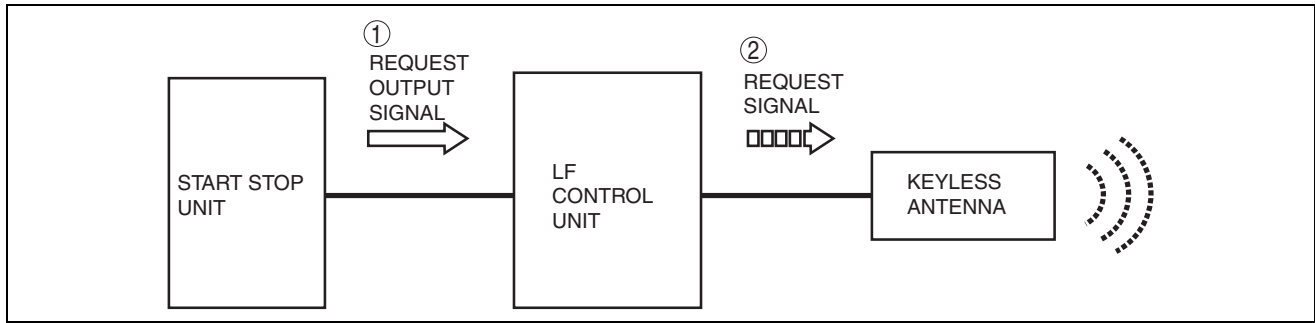 ①
REQUEST
OUTPUT
SIGNAL
②
REQUEST
SIGNAL
START STOP
UNIT
LF
CONTROL
UNIT
KEYLESS
ANTENNA